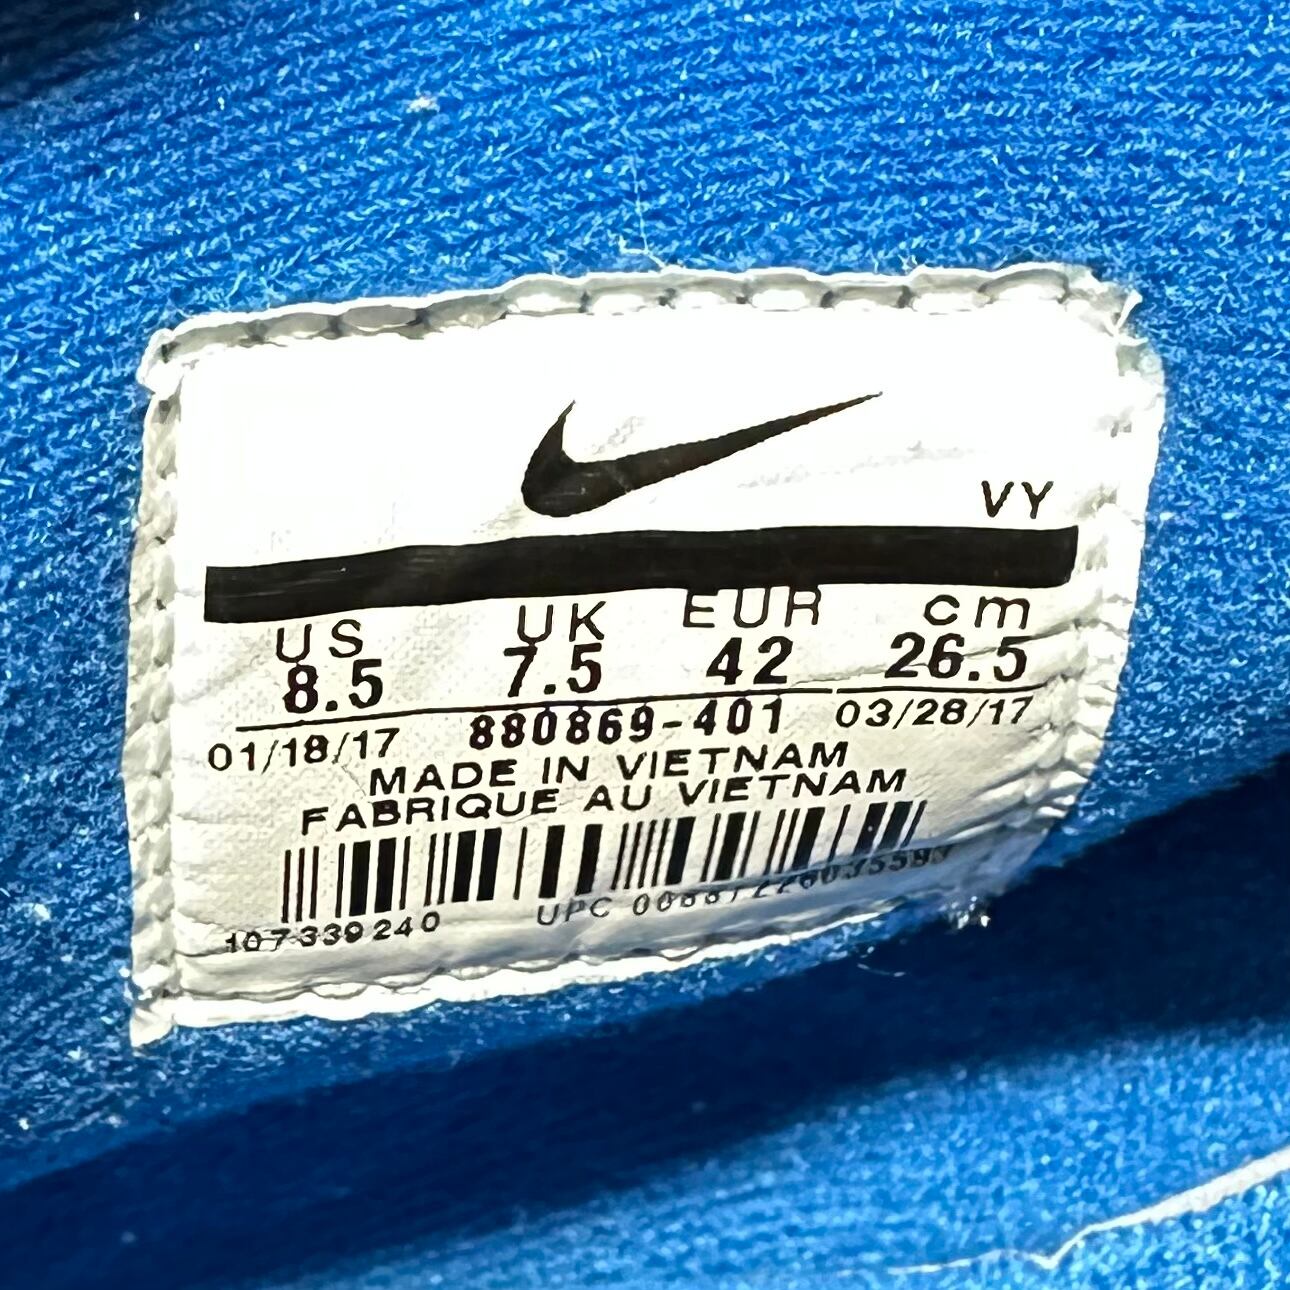 VY
US UK EUR cm
8.5 7.5 42 26.5
01/18/17 880869-401 03/28/17
MADE IN VIETNAM
FABRIQUE AU VIETNAM
107339240 UPC